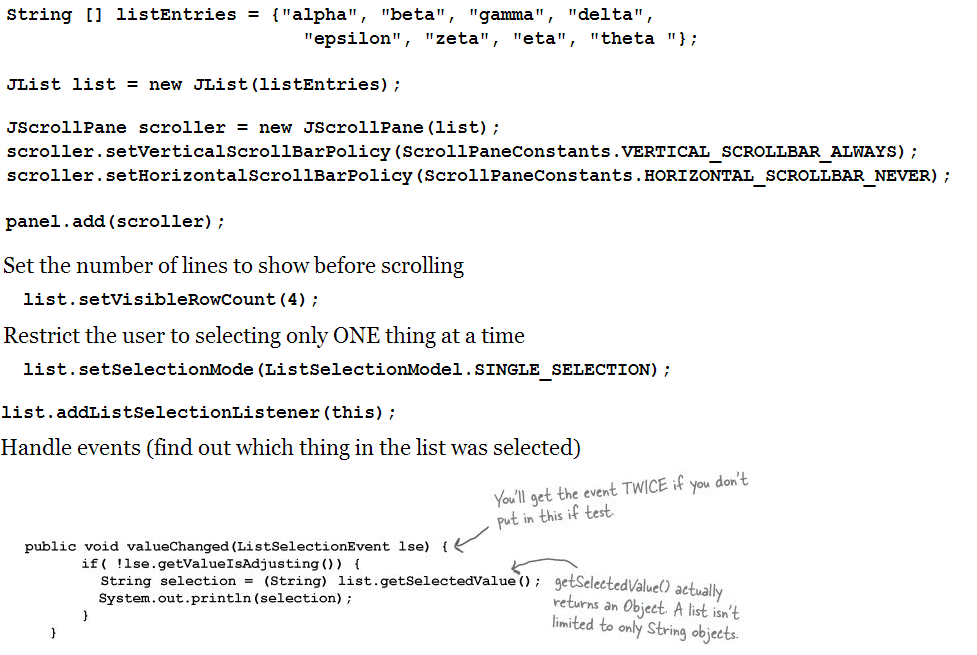 String [] listEntries = {"alpha", "beta", "gamma", "delta",
"epsilon", "zeta", "eta", "theta "};
JList list = new JList(listEntries);
JScrollPane scroller = new JScrollPane(list);
scroller.setVerticalScrollBarPolicy(ScrollPaneConstants.VERTICAL_SCROLLBAR_ALWAYS);
scroller.setHorizontalScrollBarPolicy(ScrollPaneConstants.HORIZONTAL_SCROLLBAR_NEVER);
panel.add(scroller);
Set the number of lines to show before scrolling
list.setVisibleRowCount(4);
Restrict the user to selecting only ONE thing at a time
list.setSelectionMode(ListSelectionModel.SINGLE_SELECTION);
list.addListSelectionListener(this);
Handle events (find out which thing in the list was selected)
You'll get the event TWICE if you don't
put in this if test.
public void valueChanged(ListSelectionEvent lse) {
if( !lse.getValueIsAdjusting()) {
String selection = (String) list.getSelectedValue();
System.out.println(selection);
}
}
getSelectedValue() actually
returns an Object. A list isn't
limited to only String objects.